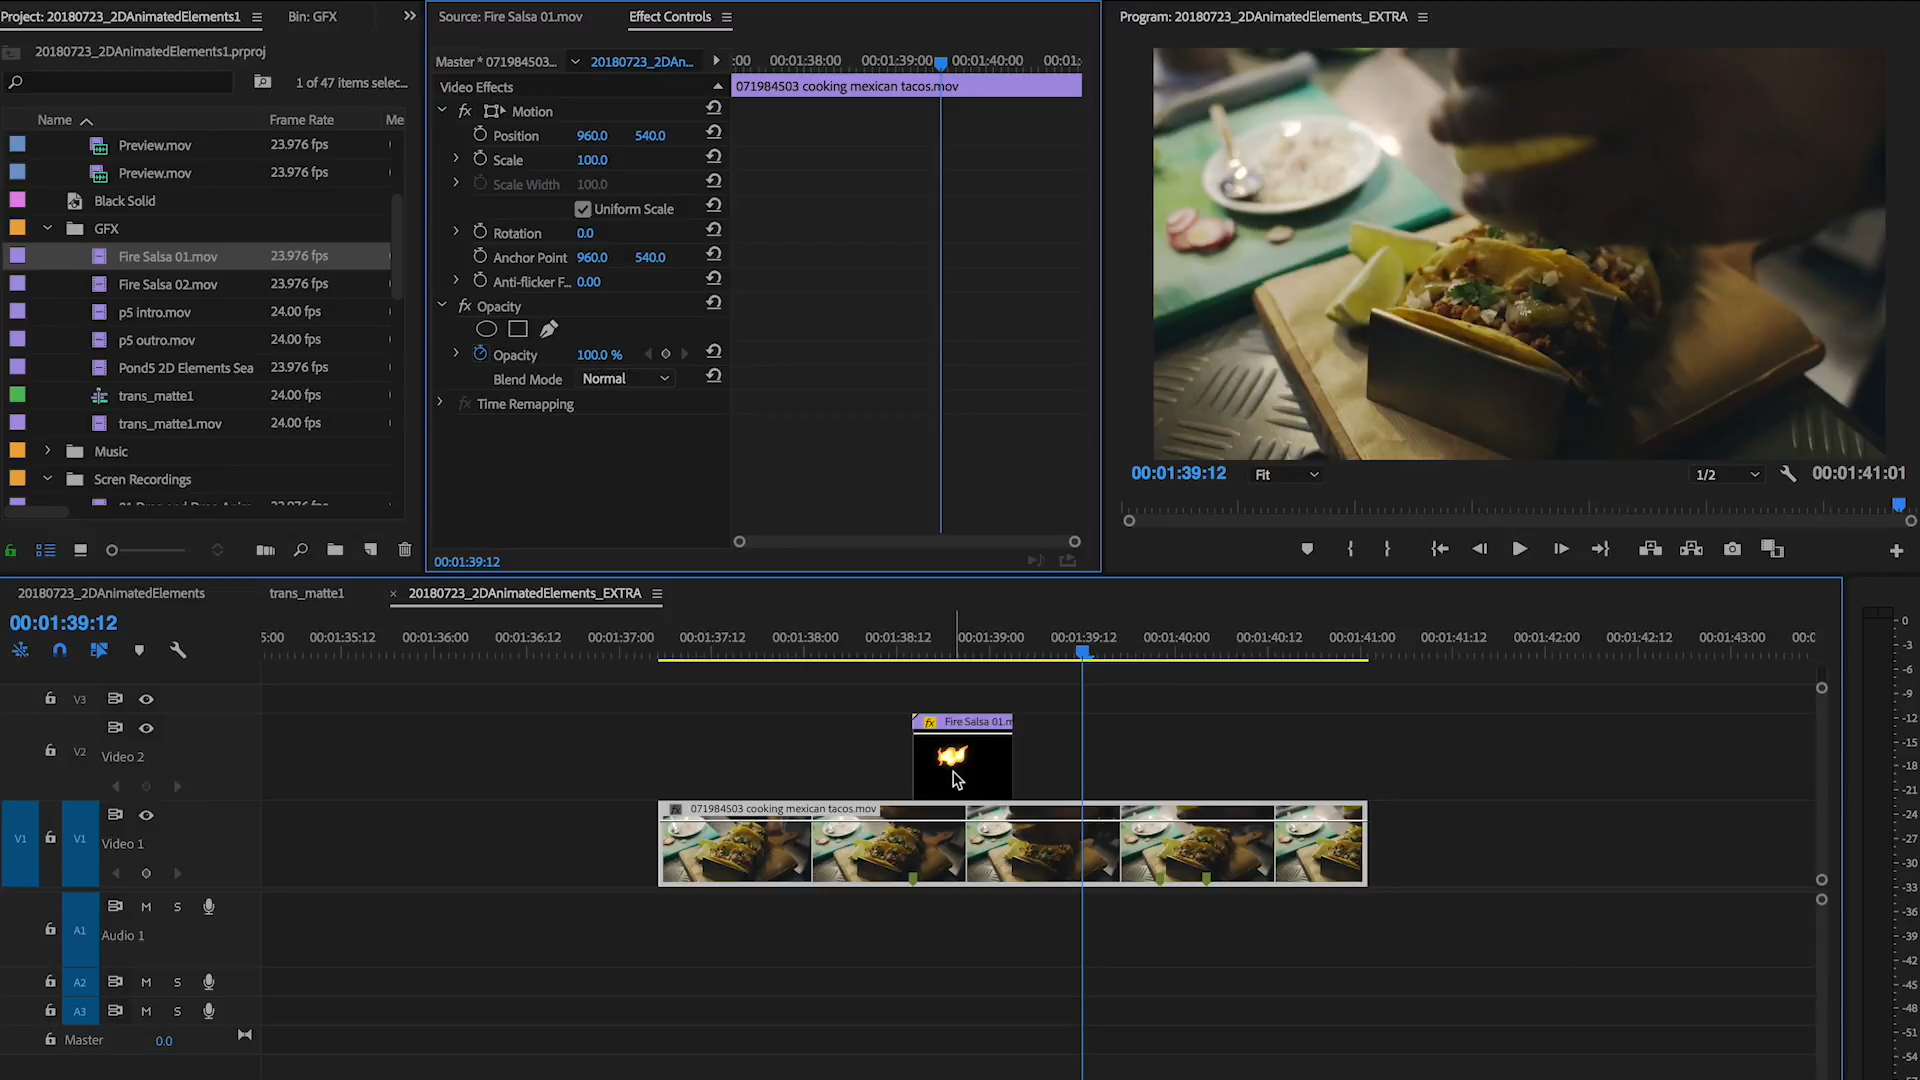 Project: 20180723_2DAnimatedElements1
Bin: GFX
20180723_2DAnimatedElements1.prproj
1 of 47 items selec...
Name
Frame Rate
Me
Preview.mov 23.976 fps
Preview.mov 23.976 fps
Black Solid
GFX
Fire Salsa 01.mov 23.976 fps
Fire Salsa 02.mov 23.976 fps
p5 intro.mov 24.00 fps
p5 outro.mov 24.00 fps
Pond5 2D Elements Sea 23.976 fps
trans_matte1 24.00 fps
trans_matte1.mov 24.00 fps
Music
Scren Recordings
Source: Fire Salsa 01.mov
Effect Controls
Master * 071984503...
20180723_2DAn...
:00 00:01:38:00 00:01:39:00 00:01:40:00 00:01:
Video Effects
071984503 cooking mexican tacos.mov
fx Motion
Position 960.0 540.0
Scale 100.0
Scale Width 100.0
Uniform Scale
Rotation 0.0
Anchor Point 960.0 540.0
Anti-flicker F... 0.00
fx Opacity
Opacity 100.0 %
Blend Mode Normal
fx Time Remapping
00:01:39:12
Program: 20180723_2DAnimatedElements_EXTRA
00:01:39:12
Fit
1/2
00:01:41:01
20180723_2DAnimatedElements
trans_matte1
× 20180723_2DAnimatedElements_EXTRA
00:01:39:12
5:00 00:01:35:12 00:01:36:00 00:01:36:12 00:01:37:00 00:01:37:12 00:01:38:00 00:01:38:12 00:01:39:00 00:01:39:12 00:01:40:00 00:01:40:12 00:01:41:00 00:01:41:12 00:01:42:00 00:01:42:12 00:01:43:00 00:0
V3
V2 Video 2
fx Fire Salsa 01.m
V1 V1 Video 1
fx 071984503 cooking mexican tacos.mov
A1 M S
Audio 1
A2 M S
A3 M S
Master 0.0
0
-3
-6
-9
-12
-15
-18
-21
-24
-27
-30
-33
-36
-39
-42
-45
-48
-51
-54